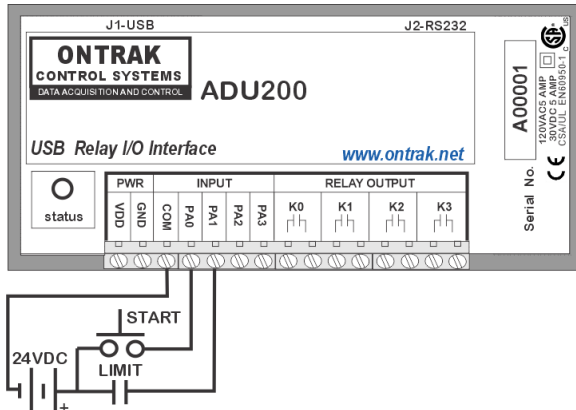 J1-USB
J2-RS232
ONTRAK
CONTROL SYSTEMS
DATA ACQUISITION AND CONTROL
ADU200
USB Relay I/O Interface
www.ontrak.net
Serial No.
A00001
120VAC5 AMP
30VDC 5 AMP
CSA/UL EN60950-1
C US
CE
status
PWR INPUT RELAY OUTPUT
VDD GND COM PA0 PA1 PA2 PA3 K0 K1 K2 K3
START
24VDC
LIMIT
+